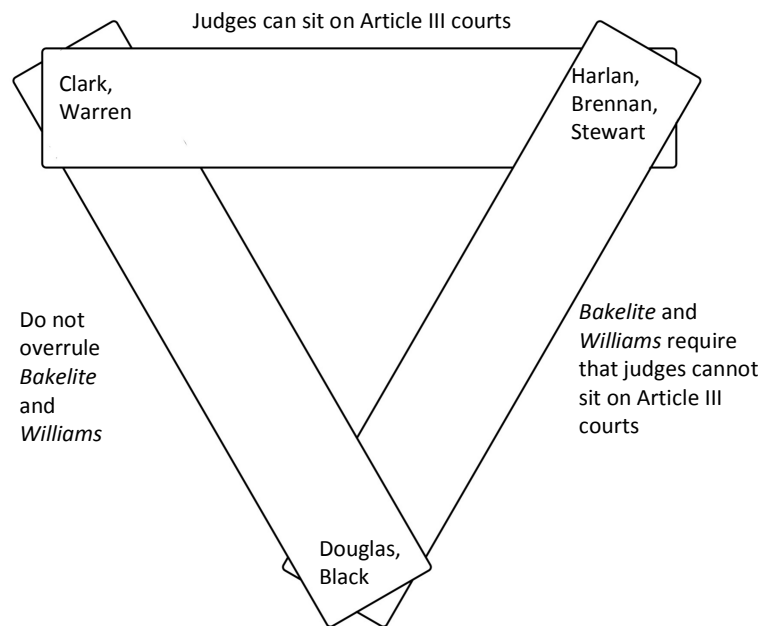 Judges can sit on Article III courts
Clark,
Warren
Harlan,
Brennan,
Stewart
Do not
overrule
Bakelite
and
Williams
Bakelite and
Williams require
that judges cannot
sit on Article III
courts
Douglas,
Black